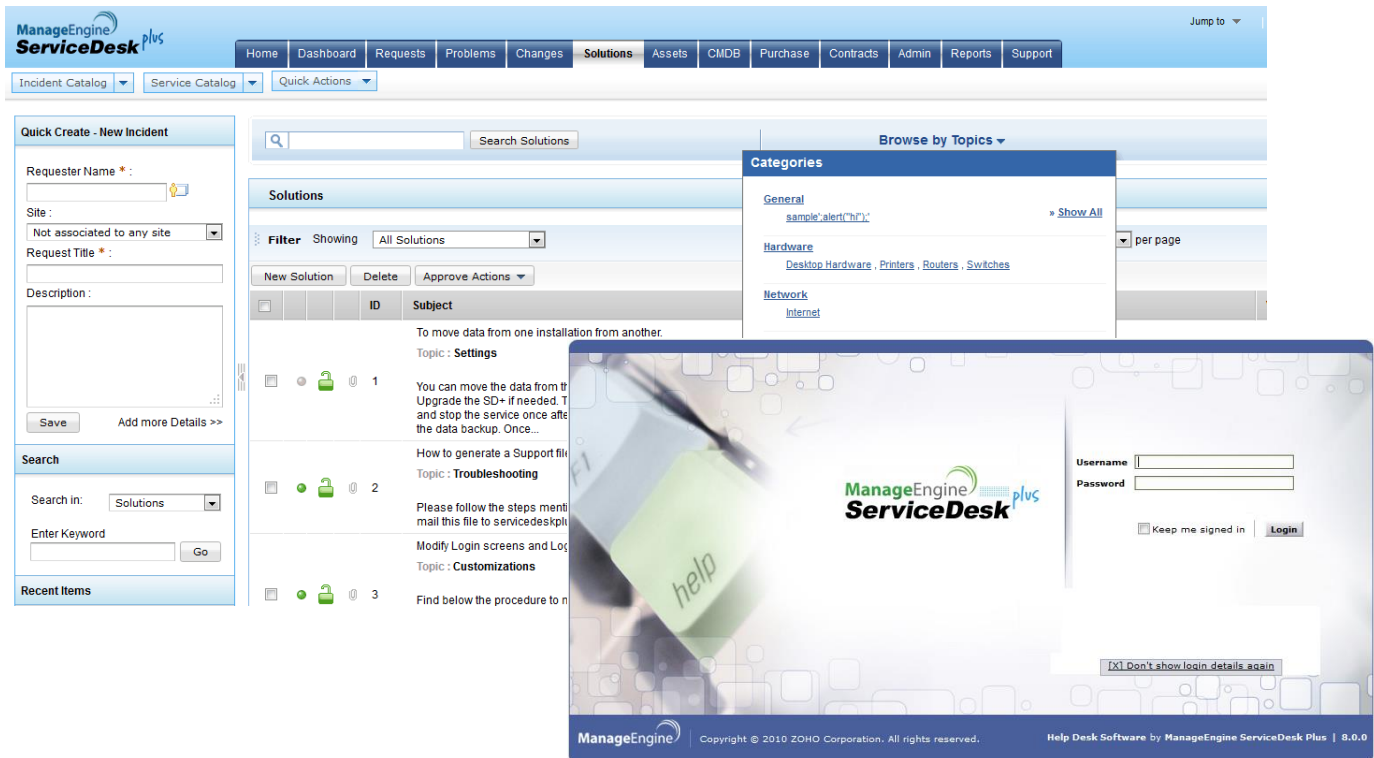 ManageEngine
ServiceDesk plus
Jump to
Home Dashboard Requests Problems Changes Solutions Assets CMDB Purchase Contracts Admin Reports Support
Incident Catalog Service Catalog Quick Actions
Quick Create - New Incident
Requester Name * :
Site :
Not associated to any site
Request Title * :
Description :
Save Add more Details >>
Search
Search in: Solutions
Enter Keyword
Go
Recent Items
Search Solutions
Browse by Topics
Solutions
Filter Showing All Solutions
per page
New Solution Delete Approve Actions
ID Subject
To move data from one installation from another.
Topic : Settings
1
You can move the data from th
Upgrade the SD+ if needed. T
and stop the service once afte
the data backup. Once...
How to generate a Support file
Topic : Troubleshooting
2
Please follow the steps menti
mail this file to servicedeskplu
Modify Login screens and Log
Topic : Customizations
3
Find below the procedure to m
Categories
General
sample';alert("hi");'
» Show All
Hardware
Desktop Hardware , Printers , Routers , Switches
Network
Internet
F1
help
ManageEngine
ServiceDesk plus
Username
Password
Keep me signed in Login
[X] Don't show login details again
ManageEngine Copyright © 2010 ZOHO Corporation. All rights reserved. Help Desk Software by ManageEngine ServiceDesk Plus | 8.0.0